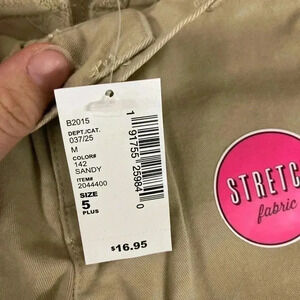 B2015
DEPT./CAT.
037/25
M
COLOR#
142
SANDY
ITEM#
2044400
SIZE
5
PLUS
$16.95
1 91755 25984 0
STRETC
fabric